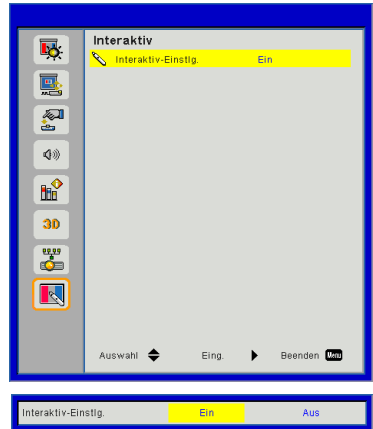 Interaktiv
Interaktiv-Einstlg. Ein
3D
Auswahl Eing. Beenden Menu
Interaktiv-Einstlg. Ein Aus